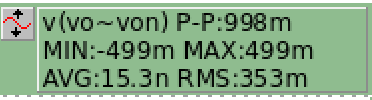 v(vo~von) P-P:998m
MIN:-499m MAX:499m
AVG:15.3n RMS:353m